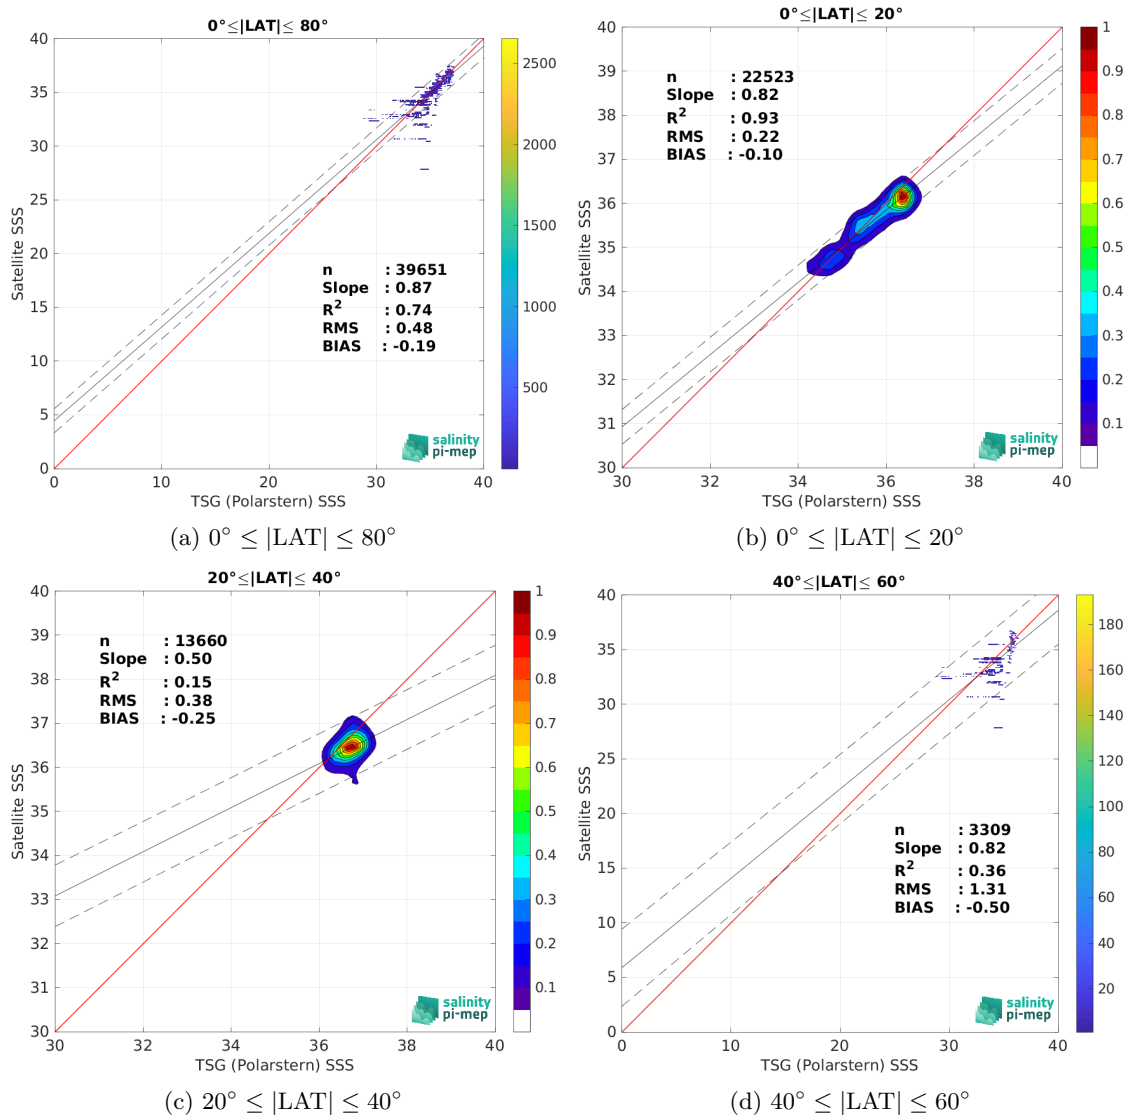 0°≤|LAT|≤ 80°
40
35
30
25
20
15
10
5
0
Satellite SSS
n : 39651
Slope : 0.87
R² : 0.74
RMS : 0.48
BIAS : -0.19
salinity
pi-mep
0 10 20 30 40
TSG (Polarstern) SSS
2500
2000
1500
1000
500
(a) 0° ≤ |LAT| ≤ 80°
0°≤|LAT|≤ 20°
40
39
38
37
36
35
34
33
32
31
30
Satellite SSS
n : 22523
Slope : 0.82
R² : 0.93
RMS : 0.22
BIAS : -0.10
salinity
pi-mep
30 32 34 36 38 40
TSG (Polarstern) SSS
1
0.9
0.8
0.7
0.6
0.5
0.4
0.3
0.2
0.1
(b) 0° ≤ |LAT| ≤ 20°
20°≤|LAT|≤ 40°
40
39
38
37
36
35
34
33
32
31
30
Satellite SSS
n : 13660
Slope : 0.50
R² : 0.15
RMS : 0.38
BIAS : -0.25
salinity
pi-mep
30 32 34 36 38 40
TSG (Polarstern) SSS
1
0.9
0.8
0.7
0.6
0.5
0.4
0.3
0.2
0.1
(c) 20° ≤ |LAT| ≤ 40°
40°≤|LAT|≤ 60°
40
35
30
25
20
15
10
5
0
Satellite SSS
n : 3309
Slope : 0.82
R² : 0.36
RMS : 1.31
BIAS : -0.50
salinity
pi-mep
0 10 20 30 40
TSG (Polarstern) SSS
180
160
140
120
100
80
60
40
20
(d) 40° ≤ |LAT| ≤ 60°